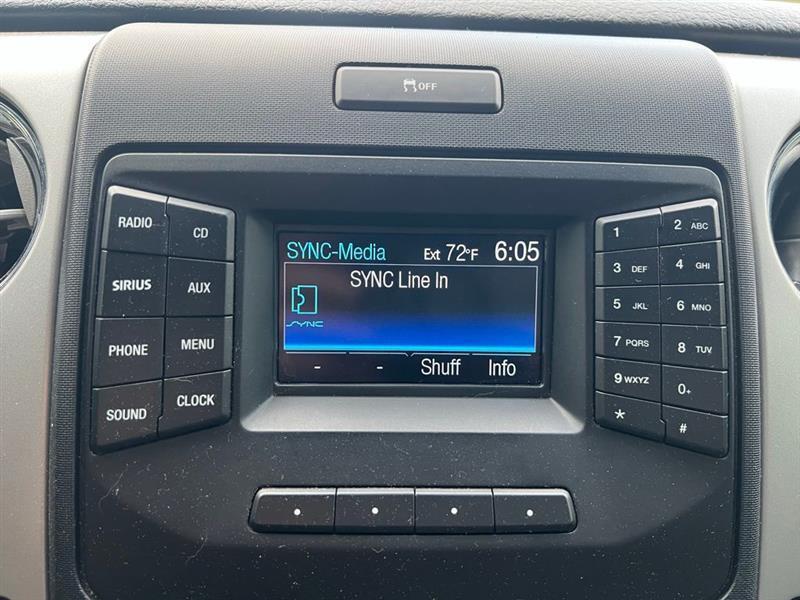 OFF
RADIO
CD
SIRIUS
AUX
PHONE
MENU
SOUND
CLOCK
SYNC-Media Ext 72°F 6:05
SYNC Line In
SYNC
- - Shuff Info
1
2 ABC
3 DEF
4 GHI
5 JKL
6 MNO
7 PQRS
8 TUV
9 WXYZ
0+
*
#